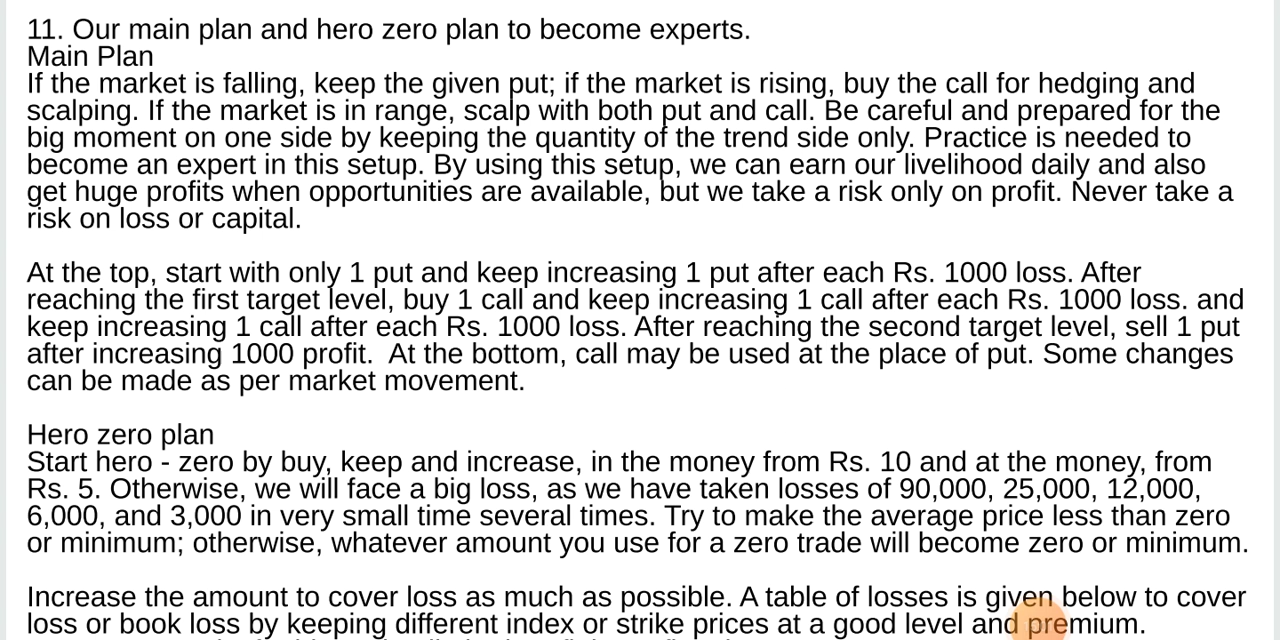 11. Our main plan and hero zero plan to become experts.
Main Plan
If the market is falling, keep the given put; if the market is rising, buy the call for hedging and
scalping. If the market is in range, scalp with both put and call. Be careful and prepared for the
big moment on one side by keeping the quantity of the trend side only. Practice is needed to
become an expert in this setup. By using this setup, we can earn our livelihood daily and also
get huge profits when opportunities are available, but we take a risk only on profit. Never take a
risk on loss or capital.
At the top, start with only 1 put and keep increasing 1 put after each Rs. 1000 loss. After
reaching the first target level, buy 1 call and keep increasing 1 call after each Rs. 1000 loss. and
keep increasing 1 call after each Rs. 1000 loss. After reaching the second target level, sell 1 put
after increasing 1000 profit.  At the bottom, call may be used at the place of put. Some changes
can be made as per market movement.
Hero zero plan
Start hero - zero by buy, keep and increase, in the money from Rs. 10 and at the money, from
Rs. 5. Otherwise, we will face a big loss, as we have taken losses of 90,000, 25,000, 12,000,
6,000, and 3,000 in very small time several times. Try to make the average price less than zero
or minimum; otherwise, whatever amount you use for a zero trade will become zero or minimum.
Increase the amount to cover loss as much as possible. A table of losses is given below to cover
loss or book loss by keeping different index or strike prices at a good level and premium.